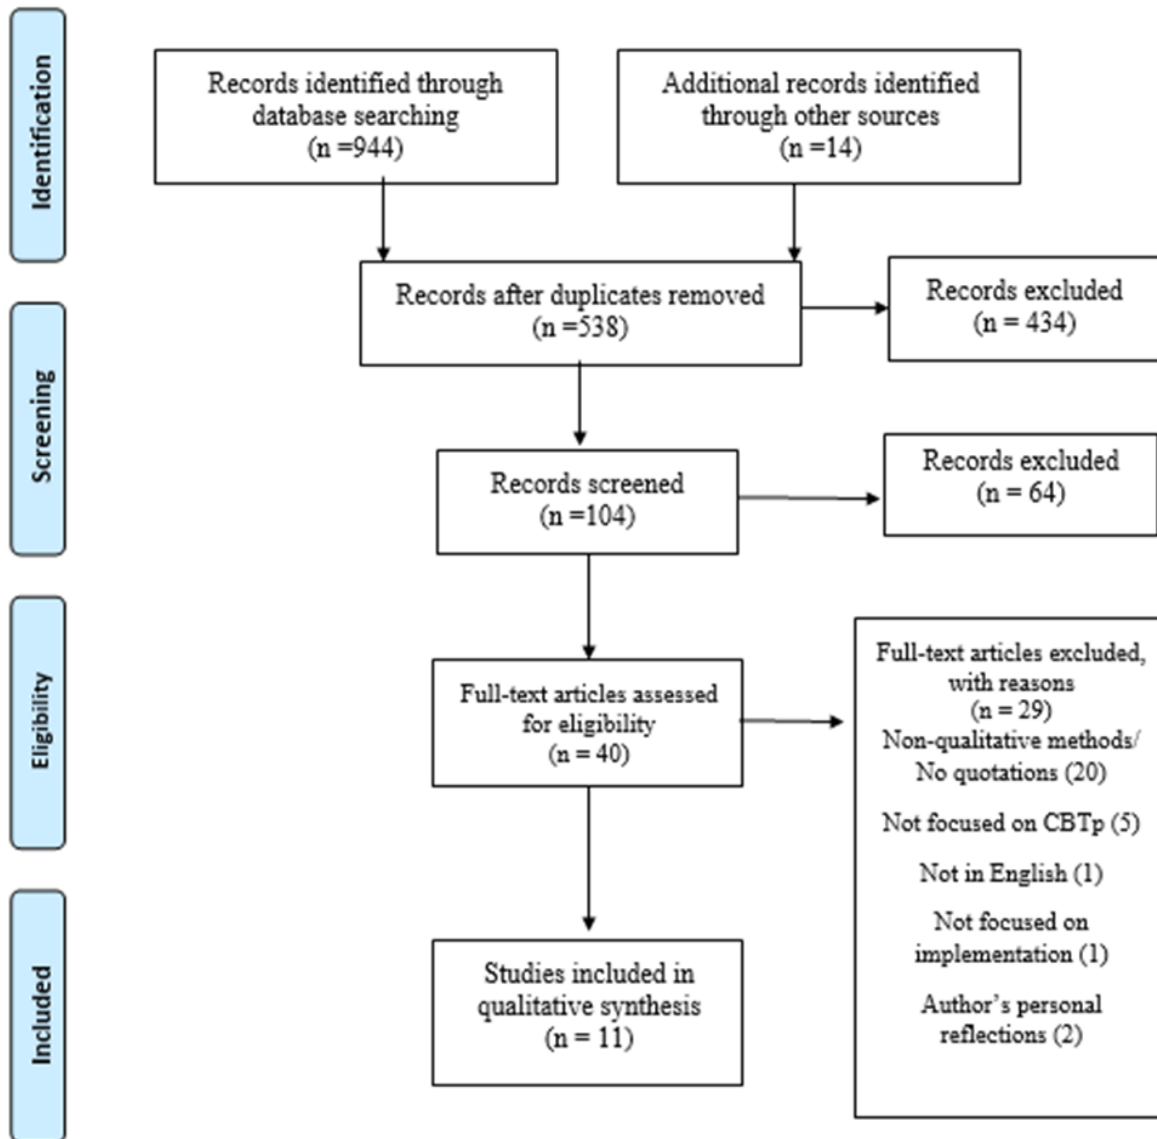 Identification
Records identified through
database searching
(n =944)
Additional records identified
through other sources
(n =14)
Records after duplicates removed
(n =538)
Records excluded
(n = 434)
Screening
Records screened
(n =104)
Records excluded
(n = 64)
Eligibility
Full-text articles assessed
for eligibility
(n = 40)
Full-text articles excluded,
with reasons
(n = 29)
Non-qualitative methods/
No quotations (20)
Not focused on CBTp (5)
Not in English (1)
Not focused on
implementation (1)
Author's personal
reflections (2)
Included
Studies included in
qualitative synthesis
(n = 11)